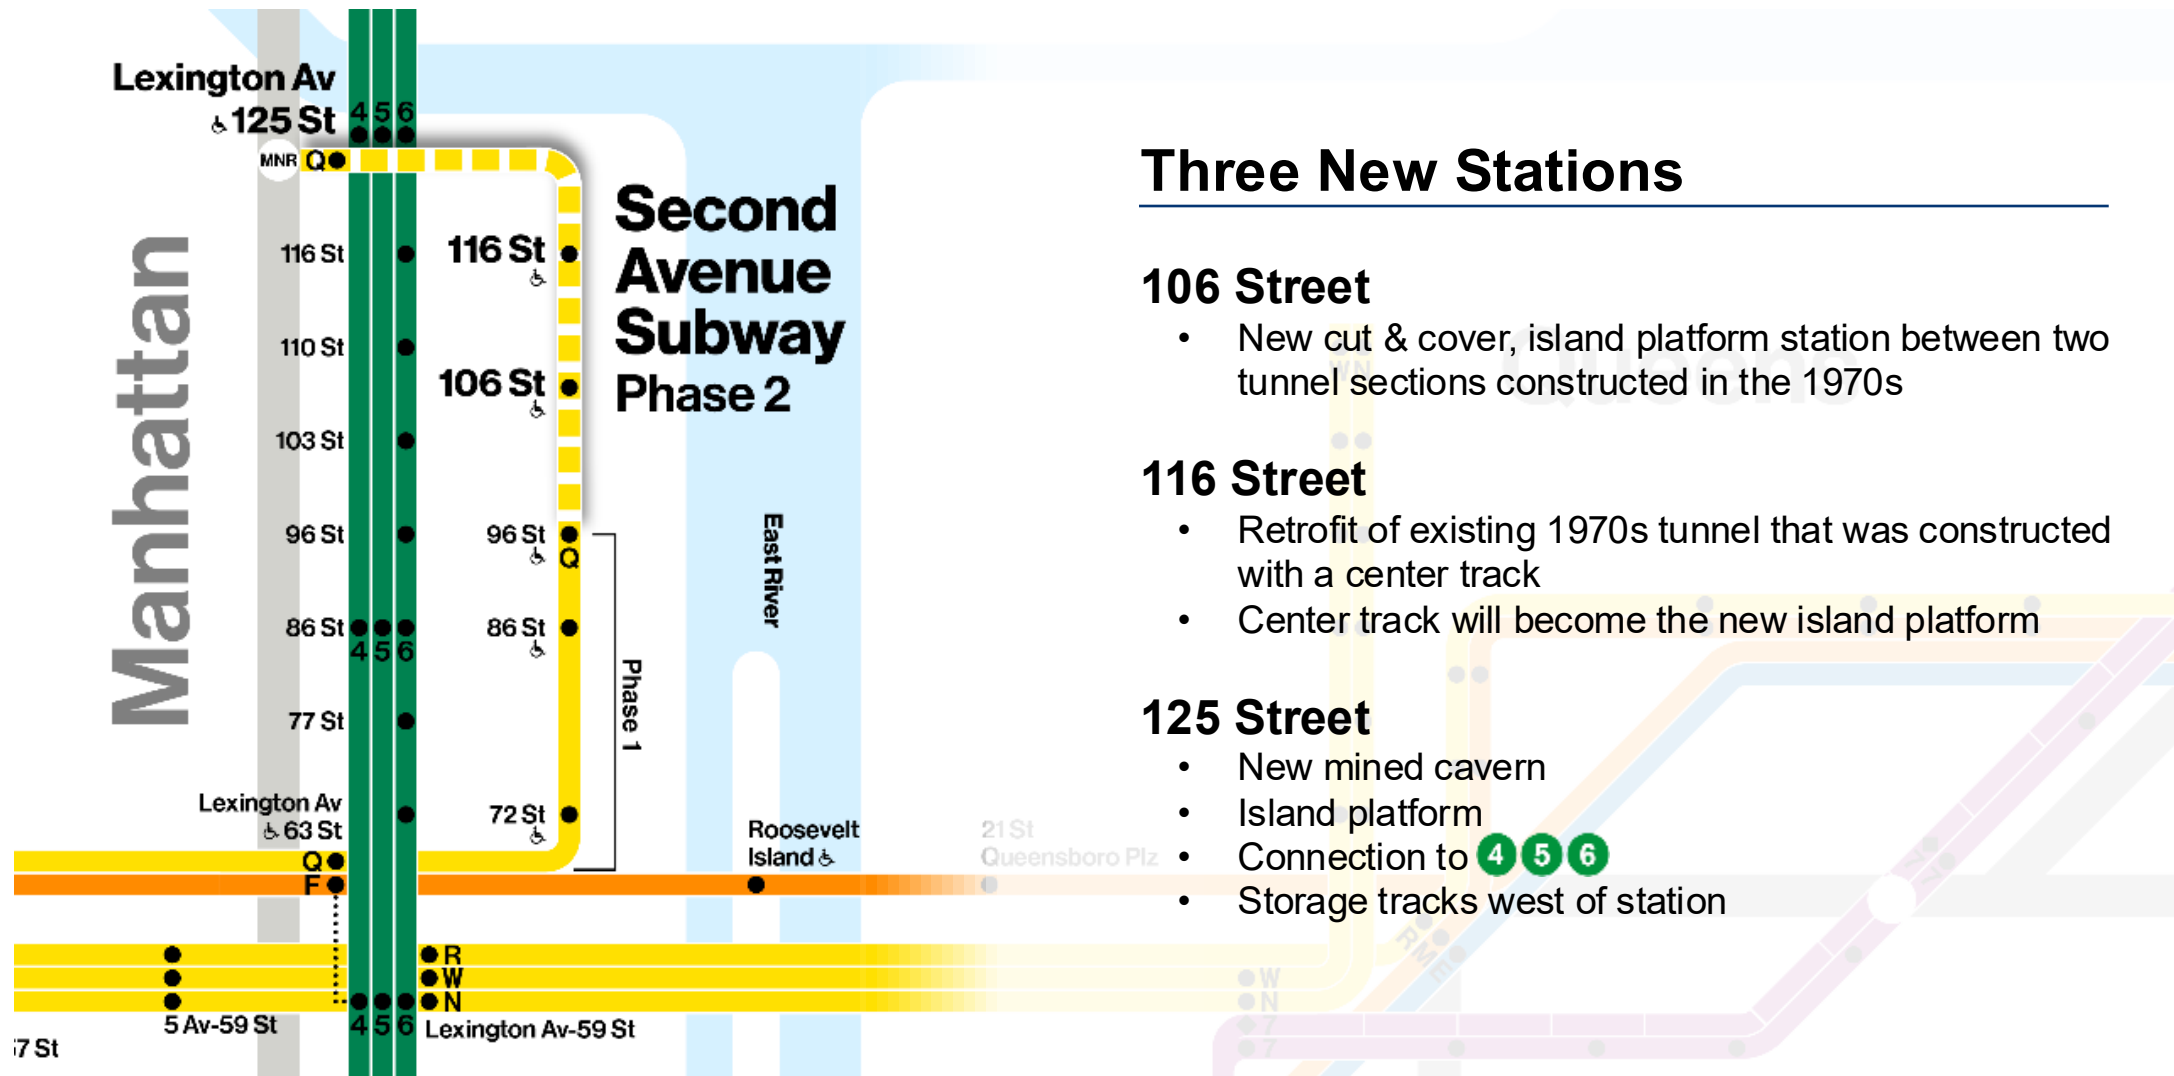 Lexington Av
125 St
4 5 6
MNR Q
116 St
110 St
103 St
96 St
86 St
4 5 6
77 St
Lexington Av
63 St
Q
F
Manhattan
116 St
106 St
96 St
Q
86 St
72 St
Phase 1
Second
Avenue
Subway
Phase 2
East River
Roosevelt
Island
21 St
Queensboro Plz
R
W
N
5 Av-59 St
4 5 6
Lexington Av-59 St
7 St
Three New Stations
106 Street
• New cut & cover, island platform station between two
tunnel sections constructed in the 1970s
116 Street
• Retrofit of existing 1970s tunnel that was constructed
with a center track
• Center track will become the new island platform
125 Street
• New mined cavern
• Island platform
• Connection to 4 5 6
• Storage tracks west of station
Queens
W N
R M E
W
N
7
7